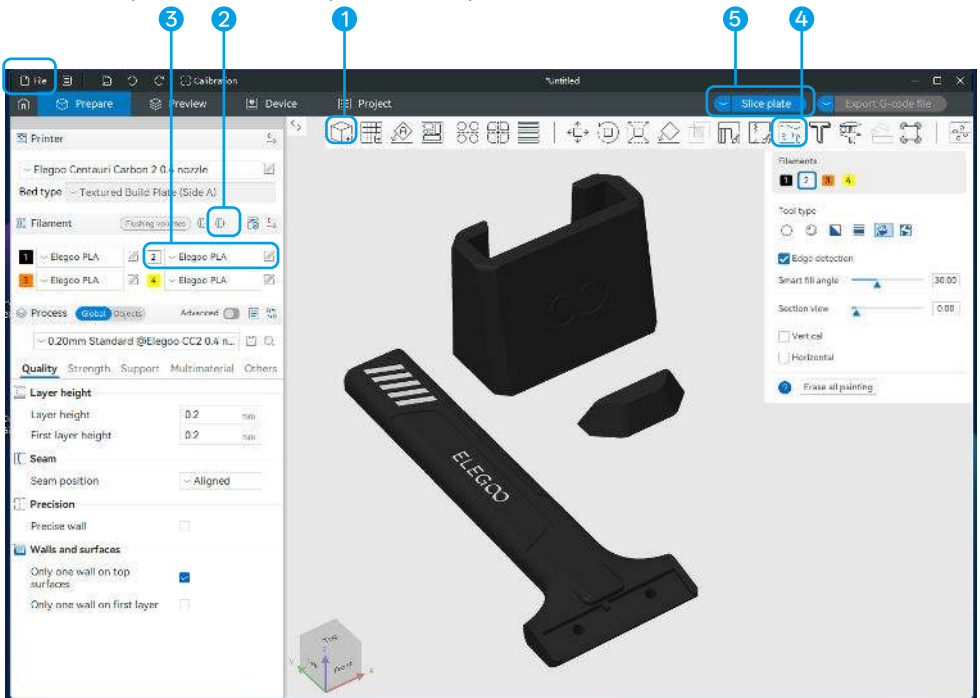 3 2 1 5 4
File Calibration *Untitled
Prepare Preview Device Project Slice plate Export G-code file
Printer
Elegoo Centauri Carbon 2 0.4 nozzle
Bed type Textured Build Plate (Side A)
Filament Flushing volumes
1 Elegoo PLA 2 Elegoo PLA
3 Elegoo PLA 4 Elegoo PLA
Process Global Objects Advanced
0.20mm Standard @Elegoo CC2 0.4 n...
Quality Strength Support Multimaterial Others
Layer height
Layer height 0.2 mm
First layer height 0.2 mm
Seam
Seam position Aligned
Precision
Precise wall
Walls and surfaces
Only one wall on top
surfaces
Only one wall on first layer
ELEGOO
Top
Front
y z x
Filaments
1 2 3 4
Tool type
Edge detection
Smart fill angle 30.00
Section view 0.00
Vertical
Horizontal
? Erase all painting